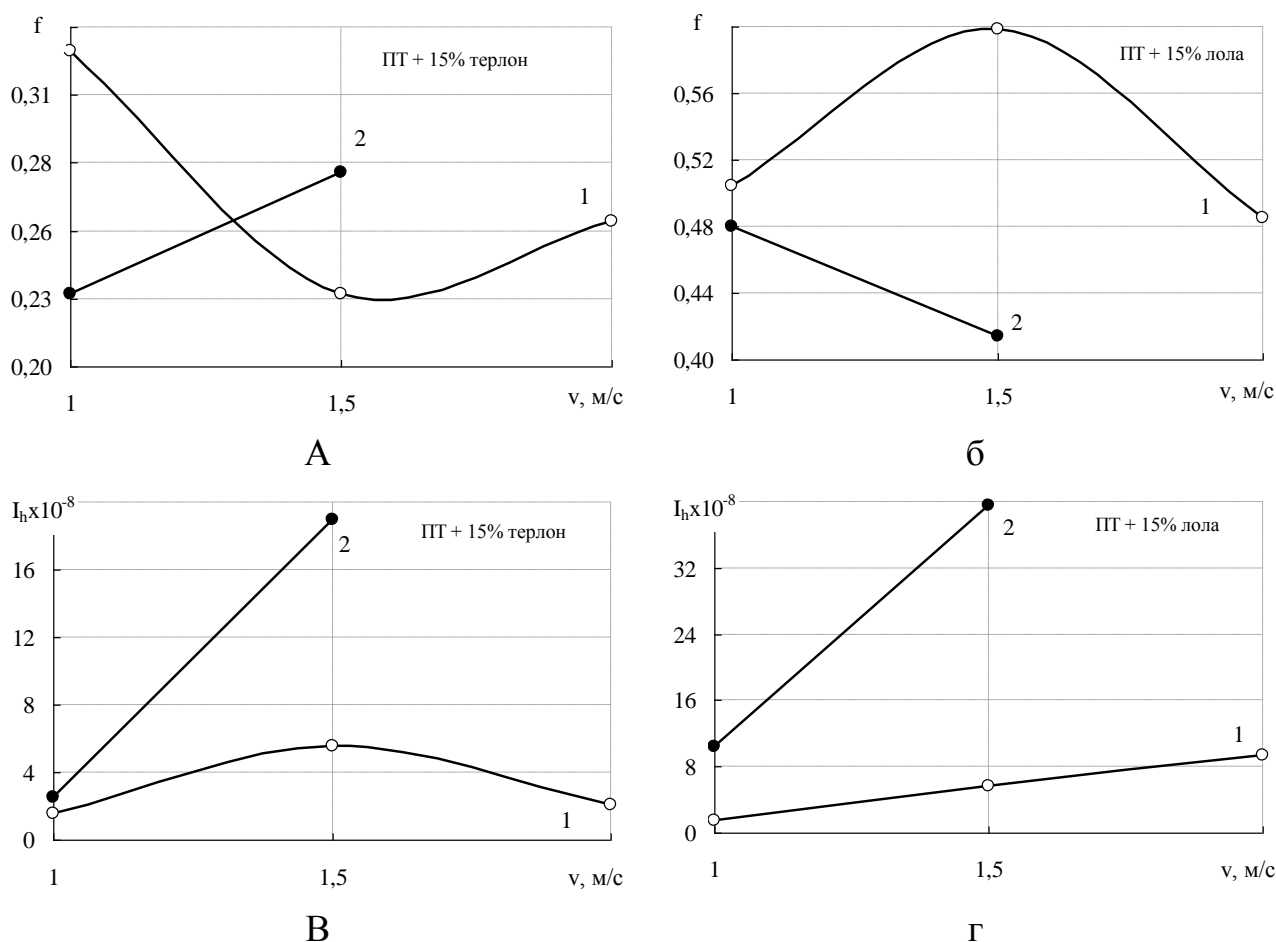 f
ПТ + 15% терлон
0,31
0,28
0,26
0,23
0,20
2
1
1
1,5
v, м/с
А
f
ПТ + 15% лола
0,56
0,52
0,48
0,44
0,40
1
2
1
1,5
v, м/с
б
Iₕx10⁻⁸
ПТ + 15% терлон
16
12
8
4
0
2
1
1
1,5
v, м/с
В
Iₕx10⁻⁸
ПТ + 15% лола
32
24
16
8
0
2
1
1
1,5
v, м/с
г